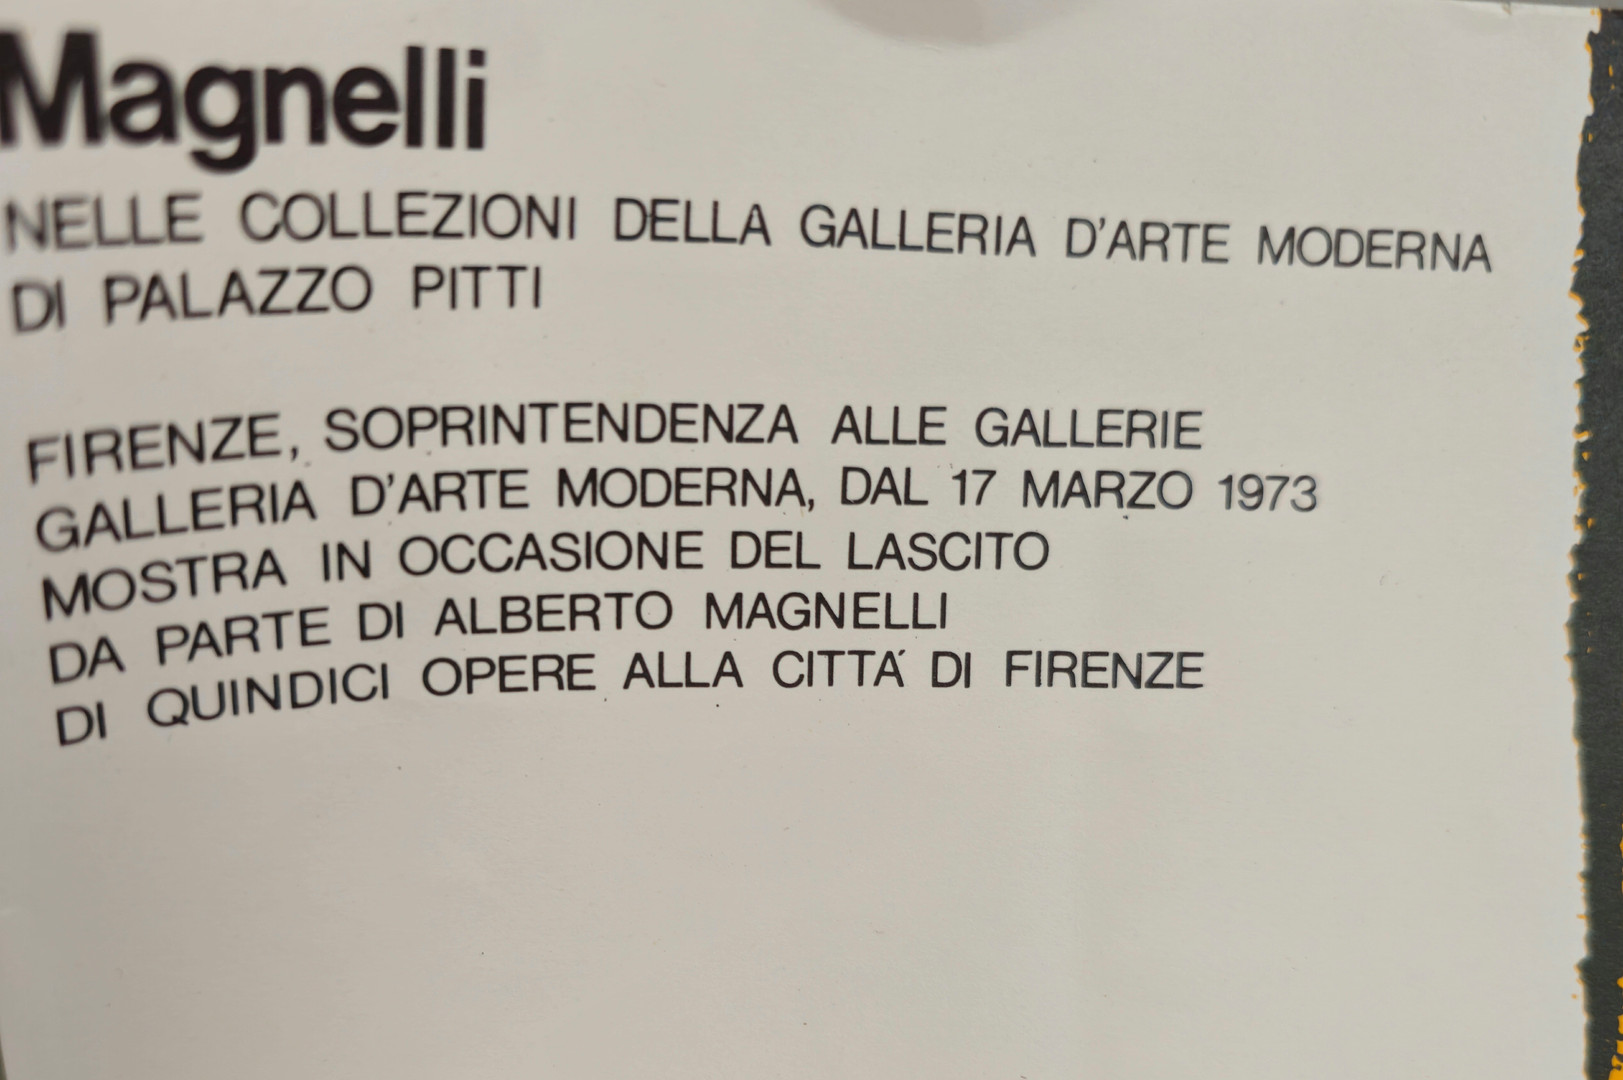 Magnelli
NELLE COLLEZIONI DELLA GALLERIA D'ARTE MODERNA
DI PALAZZO PITTI
FIRENZE, SOPRINTENDENZA ALLE GALLERIE
GALLERIA D'ARTE MODERNA, DAL 17 MARZO 1973
MOSTRA IN OCCASIONE DEL LASCITO
DA PARTE DI ALBERTO MAGNELLI
DI QUINDICI OPERE ALLA CITTÁ DI FIRENZE